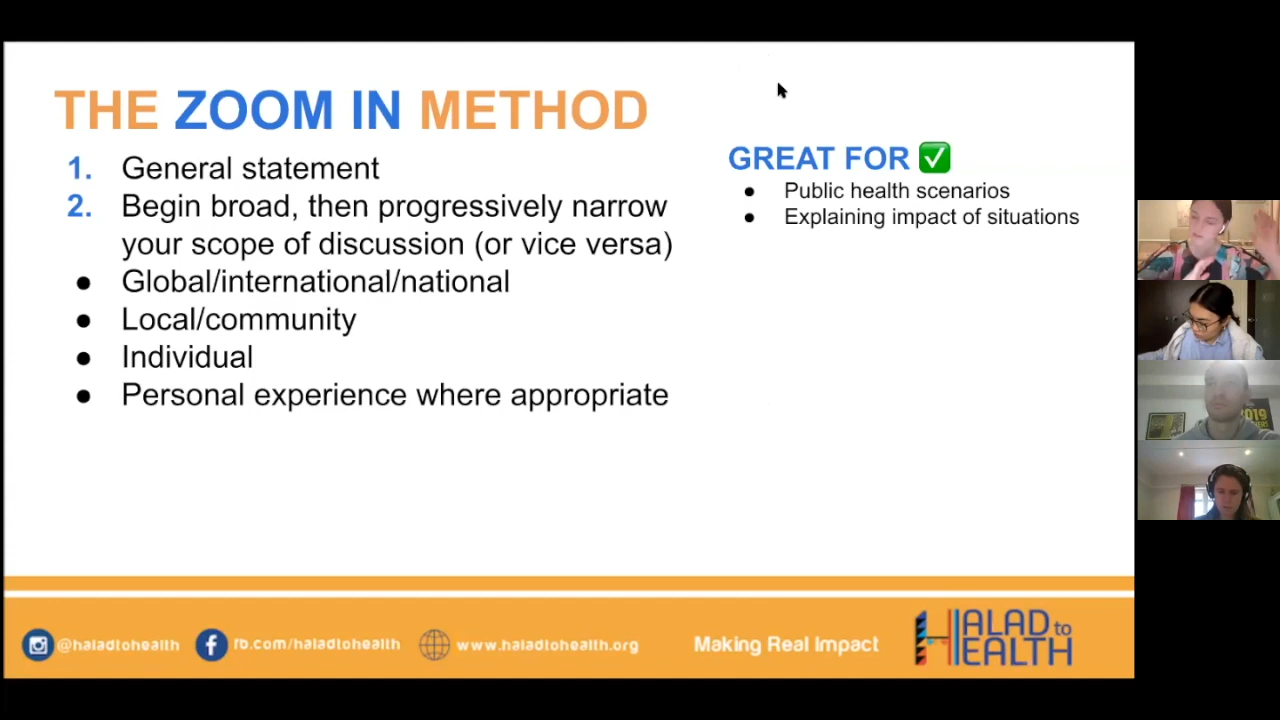 THE ZOOM IN METHOD
1. General statement
2. Begin broad, then progressively narrow
your scope of discussion (or vice versa)
● Global/international/national
● Local/community
● Individual
● Personal experience where appropriate
GREAT FOR ✅
● Public health scenarios
● Explaining impact of situations
@haladtohealth
fb.com/haladtohealth
www.haladtohealth.org
Making Real Impact
HALAD to
HEALTH
2019